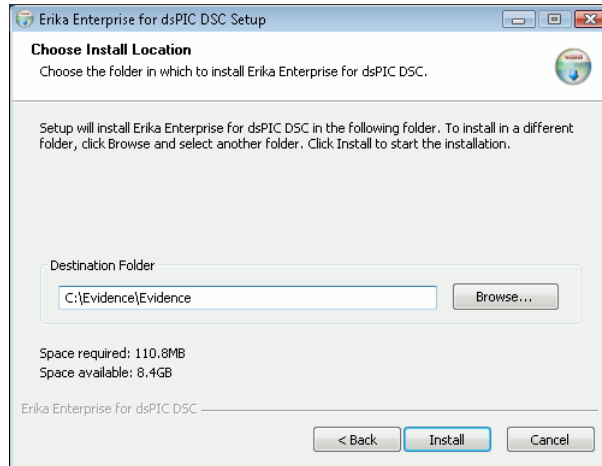 Erika Enterprise for dsPIC DSC Setup
Choose Install Location
Choose the folder in which to install Erika Enterprise for dsPIC DSC.
Setup will install Erika Enterprise for dsPIC DSC in the following folder. To install in a different
folder, click Browse and select another folder. Click Install to start the installation.
Destination Folder
C:\Evidence\Evidence
Browse...
Space required: 110.8MB
Space available: 8.4GB
Erika Enterprise for dsPIC DSC
< Back
Install
Cancel